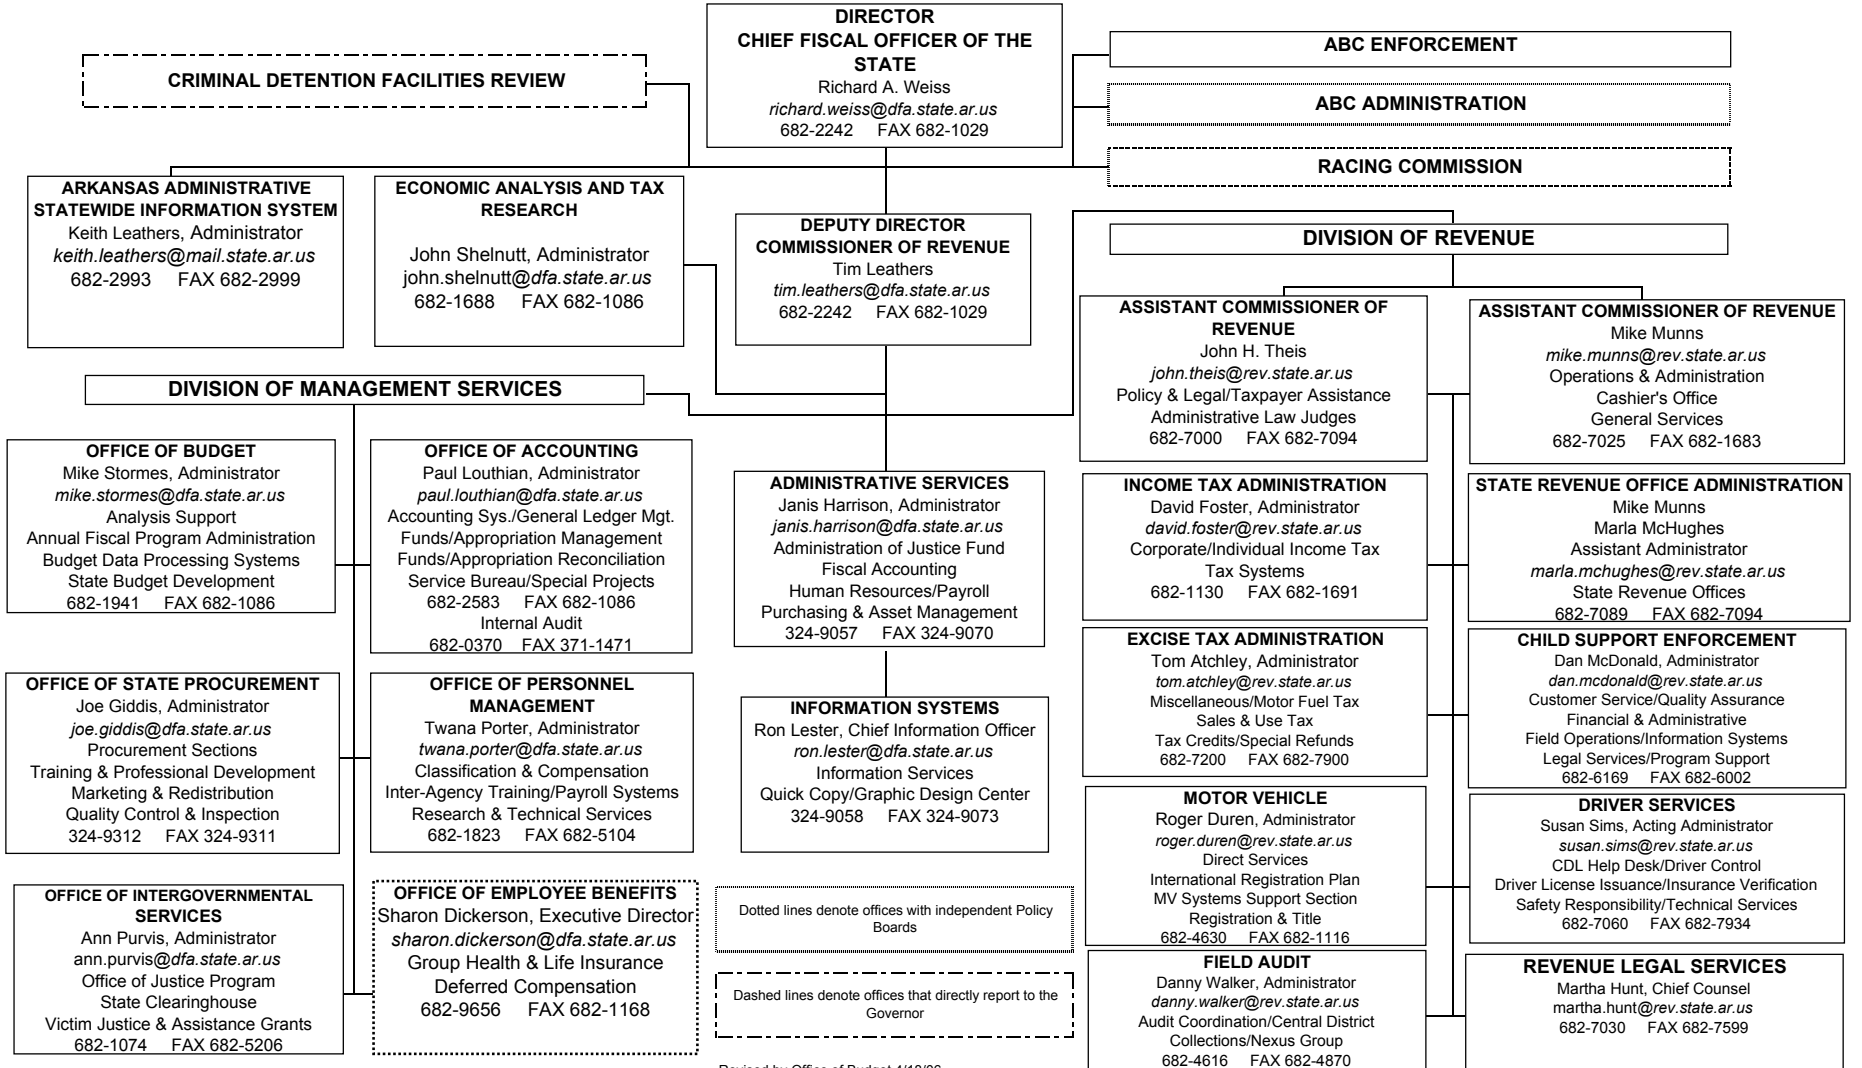 DIRECTOR
CHIEF FISCAL OFFICER OF THE
STATE
Richard A. Weiss
richard.weiss@dfa.state.ar.us
682-2242 FAX 682-1029
CRIMINAL DETENTION FACILITIES REVIEW
ABC ENFORCEMENT
ABC ADMINISTRATION
RACING COMMISSION
ARKANSAS ADMINISTRATIVE
STATEWIDE INFORMATION SYSTEM
Keith Leathers, Administrator
keith.leathers@mail.state.ar.us
682-2993 FAX 682-2999
ECONOMIC ANALYSIS AND TAX
RESEARCH
John Shelnutt, Administrator
john.shelnutt@dfa.state.ar.us
682-1688 FAX 682-1086
DEPUTY DIRECTOR
COMMISSIONER OF REVENUE
Tim Leathers
tim.leathers@dfa.state.ar.us
682-2242 FAX 682-1029
DIVISION OF REVENUE
ASSISTANT COMMISSIONER OF
REVENUE
John H. Theis
john.theis@rev.state.ar.us
Policy & Legal/Taxpayer Assistance
Administrative Law Judges
682-7000 FAX 682-7094
ASSISTANT COMMISSIONER OF REVENUE
Mike Munns
mike.munns@rev.state.ar.us
Operations & Administration
Cashier's Office
General Services
682-7025 FAX 682-1683
DIVISION OF MANAGEMENT SERVICES
OFFICE OF BUDGET
Mike Stormes, Administrator
mike.stormes@dfa.state.ar.us
Analysis Support
Annual Fiscal Program Administration
Budget Data Processing Systems
State Budget Development
682-1941 FAX 682-1086
OFFICE OF ACCOUNTING
Paul Louthian, Administrator
paul.louthian@dfa.state.ar.us
Accounting Sys./General Ledger Mgt.
Funds/Appropriation Management
Funds/Appropriation Reconciliation
Service Bureau/Special Projects
682-2583 FAX 682-1086
Internal Audit
682-0370 FAX 371-1471
ADMINISTRATIVE SERVICES
Janis Harrison, Administrator
janis.harrison@dfa.state.ar.us
Administration of Justice Fund
Fiscal Accounting
Human Resources/Payroll
Purchasing & Asset Management
324-9057 FAX 324-9070
INCOME TAX ADMINISTRATION
David Foster, Administrator
david.foster@rev.state.ar.us
Corporate/Individual Income Tax
Tax Systems
682-1130 FAX 682-1691
STATE REVENUE OFFICE ADMINISTRATION
Mike Munns
Marla McHughes
Assistant Administrator
marla.mchughes@rev.state.ar.us
State Revenue Offices
682-7089 FAX 682-7094
EXCISE TAX ADMINISTRATION
Tom Atchley, Administrator
tom.atchley@rev.state.ar.us
Miscellaneous/Motor Fuel Tax
Sales & Use Tax
Tax Credits/Special Refunds
682-7200 FAX 682-7900
CHILD SUPPORT ENFORCEMENT
Dan McDonald, Administrator
dan.mcdonald@rev.state.ar.us
Customer Service/Quality Assurance
Financial & Administrative
Field Operations/Information Systems
Legal Services/Program Support
682-6169 FAX 682-6002
OFFICE OF STATE PROCUREMENT
Joe Giddis, Administrator
joe.giddis@dfa.state.ar.us
Procurement Sections
Training & Professional Development
Marketing & Redistribution
Quality Control & Inspection
324-9312 FAX 324-9311
OFFICE OF PERSONNEL
MANAGEMENT
Twana Porter, Administrator
twana.porter@dfa.state.ar.us
Classification & Compensation
Inter-Agency Training/Payroll Systems
Research & Technical Services
682-1823 FAX 682-5104
INFORMATION SYSTEMS
Ron Lester, Chief Information Officer
ron.lester@dfa.state.ar.us
Information Services
Quick Copy/Graphic Design Center
324-9058 FAX 324-9073
MOTOR VEHICLE
Roger Duren, Administrator
roger.duren@rev.state.ar.us
Direct Services
International Registration Plan
MV Systems Support Section
Registration & Title
682-4630 FAX 682-1116
DRIVER SERVICES
Susan Sims, Acting Administrator
susan.sims@rev.state.ar.us
CDL Help Desk/Driver Control
Driver License Issuance/Insurance Verification
Safety Responsibility/Technical Services
682-7060 FAX 682-7934
OFFICE OF INTERGOVERNMENTAL
SERVICES
Ann Purvis, Administrator
ann.purvis@dfa.state.ar.us
Office of Justice Program
State Clearinghouse
Victim Justice & Assistance Grants
682-1074 FAX 682-5206
OFFICE OF EMPLOYEE BENEFITS
Sharon Dickerson, Executive Director
sharon.dickerson@dfa.state.ar.us
Group Health & Life Insurance
Deferred Compensation
682-9656 FAX 682-1168
Dotted lines denote offices with independent Policy
Boards
Dashed lines denote offices that directly report to the
Governor
FIELD AUDIT
Danny Walker, Administrator
danny.walker@rev.state.ar.us
Audit Coordination/Central District
Collections/Nexus Group
682-4616 FAX 682-4870
REVENUE LEGAL SERVICES
Martha Hunt, Chief Counsel
martha.hunt@rev.state.ar.us
682-7030 FAX 682-7599
Revised by Office of Budget